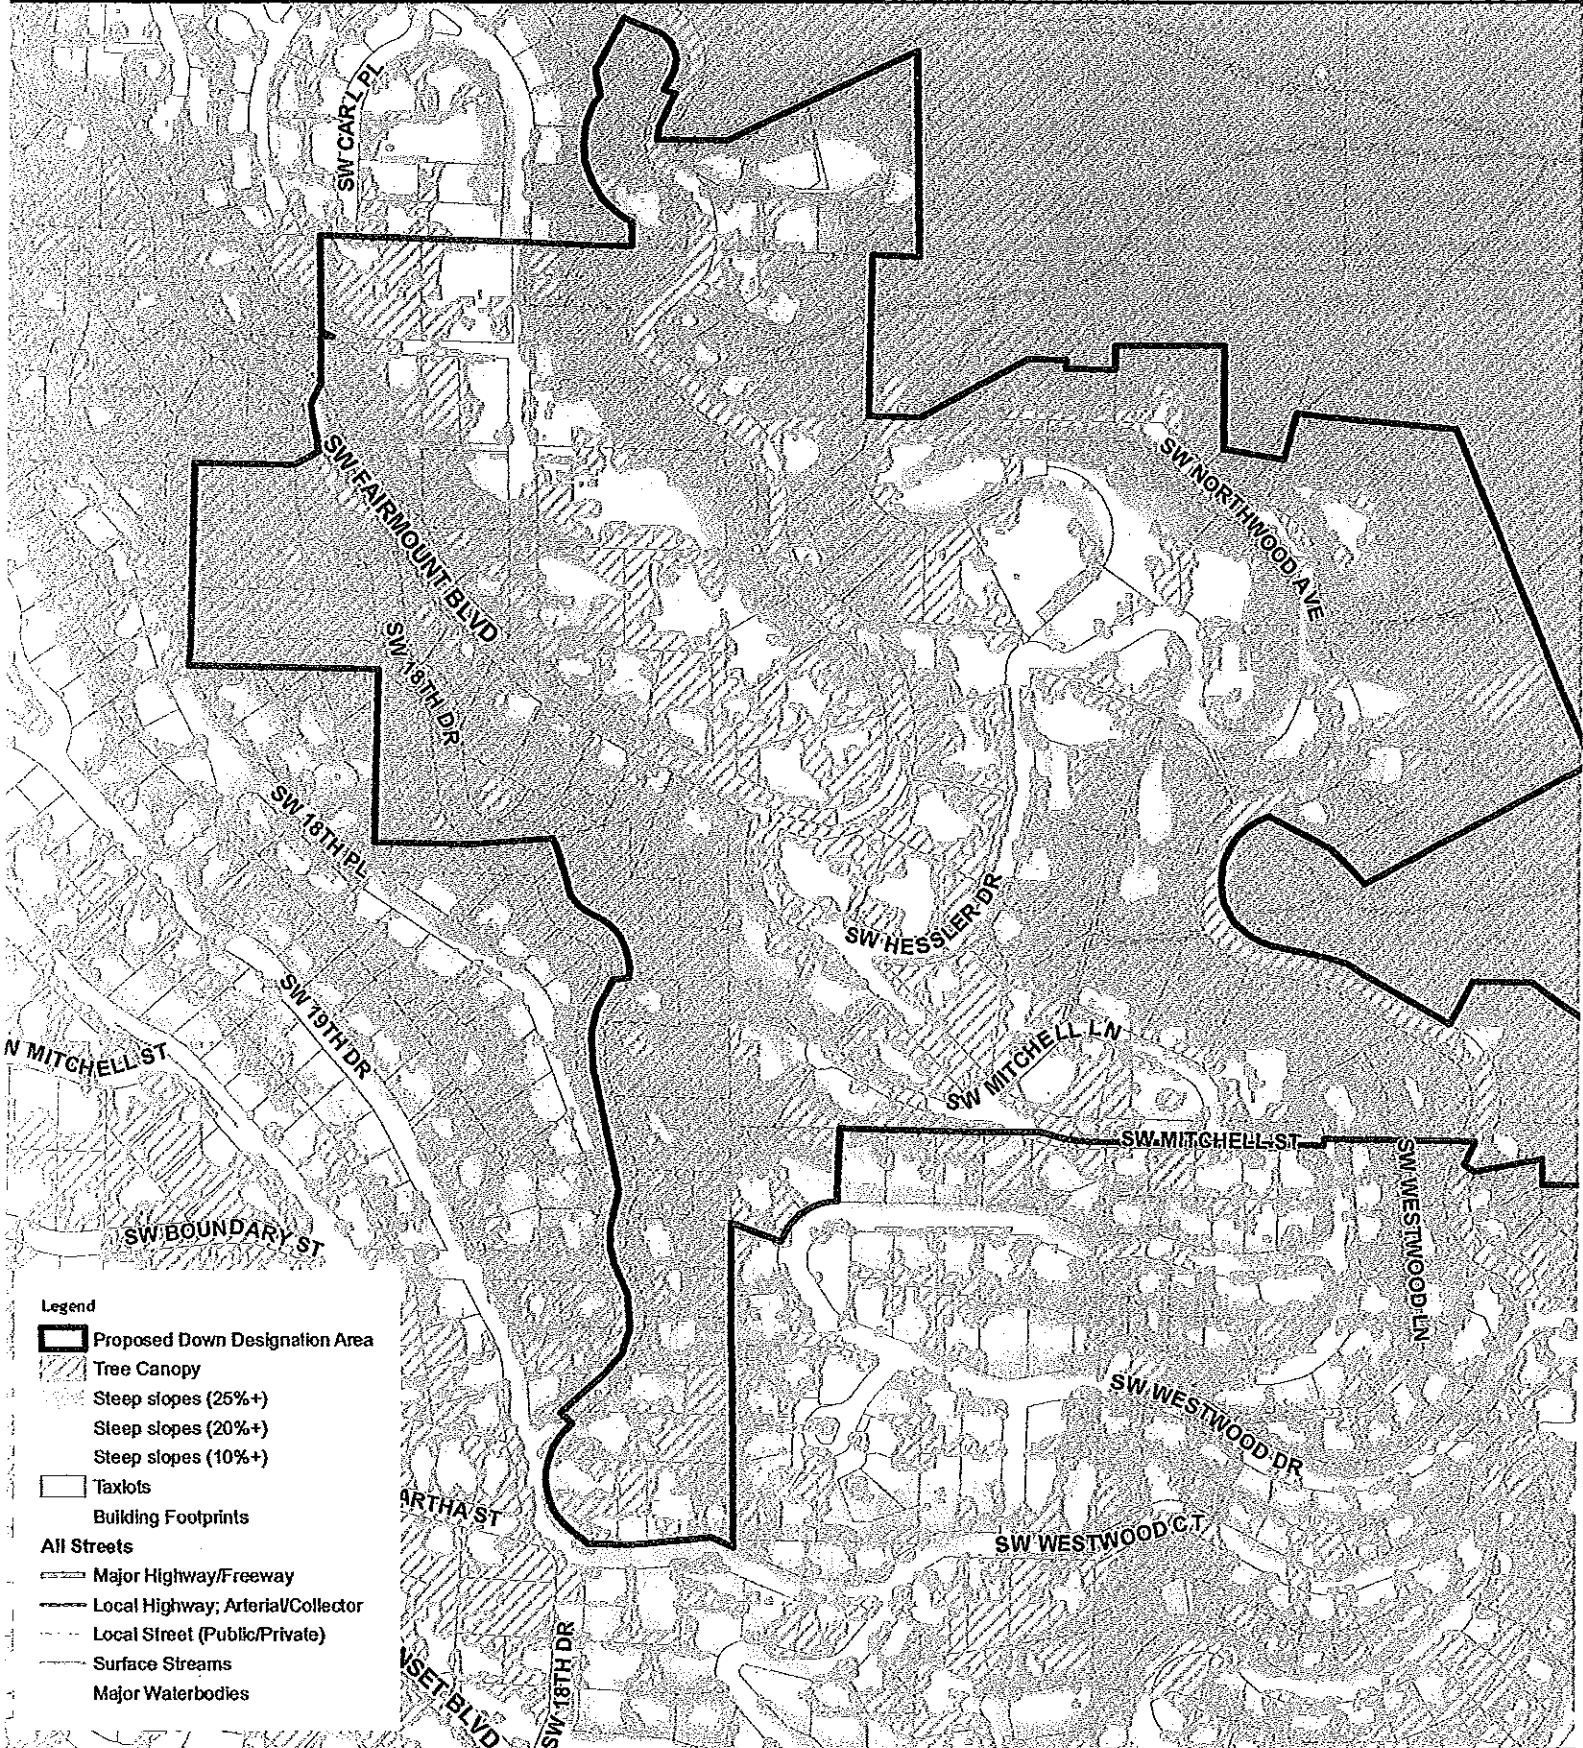 SW CARL PL
SW FAIRMOUNT BLVD
SW NORTHWOOD AVE
SW 18TH DR
SW 18TH PL
SW HESSLER DR
SW 19TH DR
SW MITCHELL LN
W MITCHELL ST
SW MITCHELL ST
SW WESTWOOD LN
SW BOUNDARY ST
Legend
Proposed Down Designation Area
Tree Canopy
Steep slopes (25%+)
Steep slopes (20%+)
Steep slopes (10%+)
Taxlots
Building Footprints
All Streets
Major Highway/Freeway
Local Highway; Arterial/Collector
Local Street (Public/Private)
Surface Streams
Major Waterbodies
SW WESTWOOD DR
ARTHA ST
SW WESTWOOD CT
NSET BLVD
SW 18TH DR